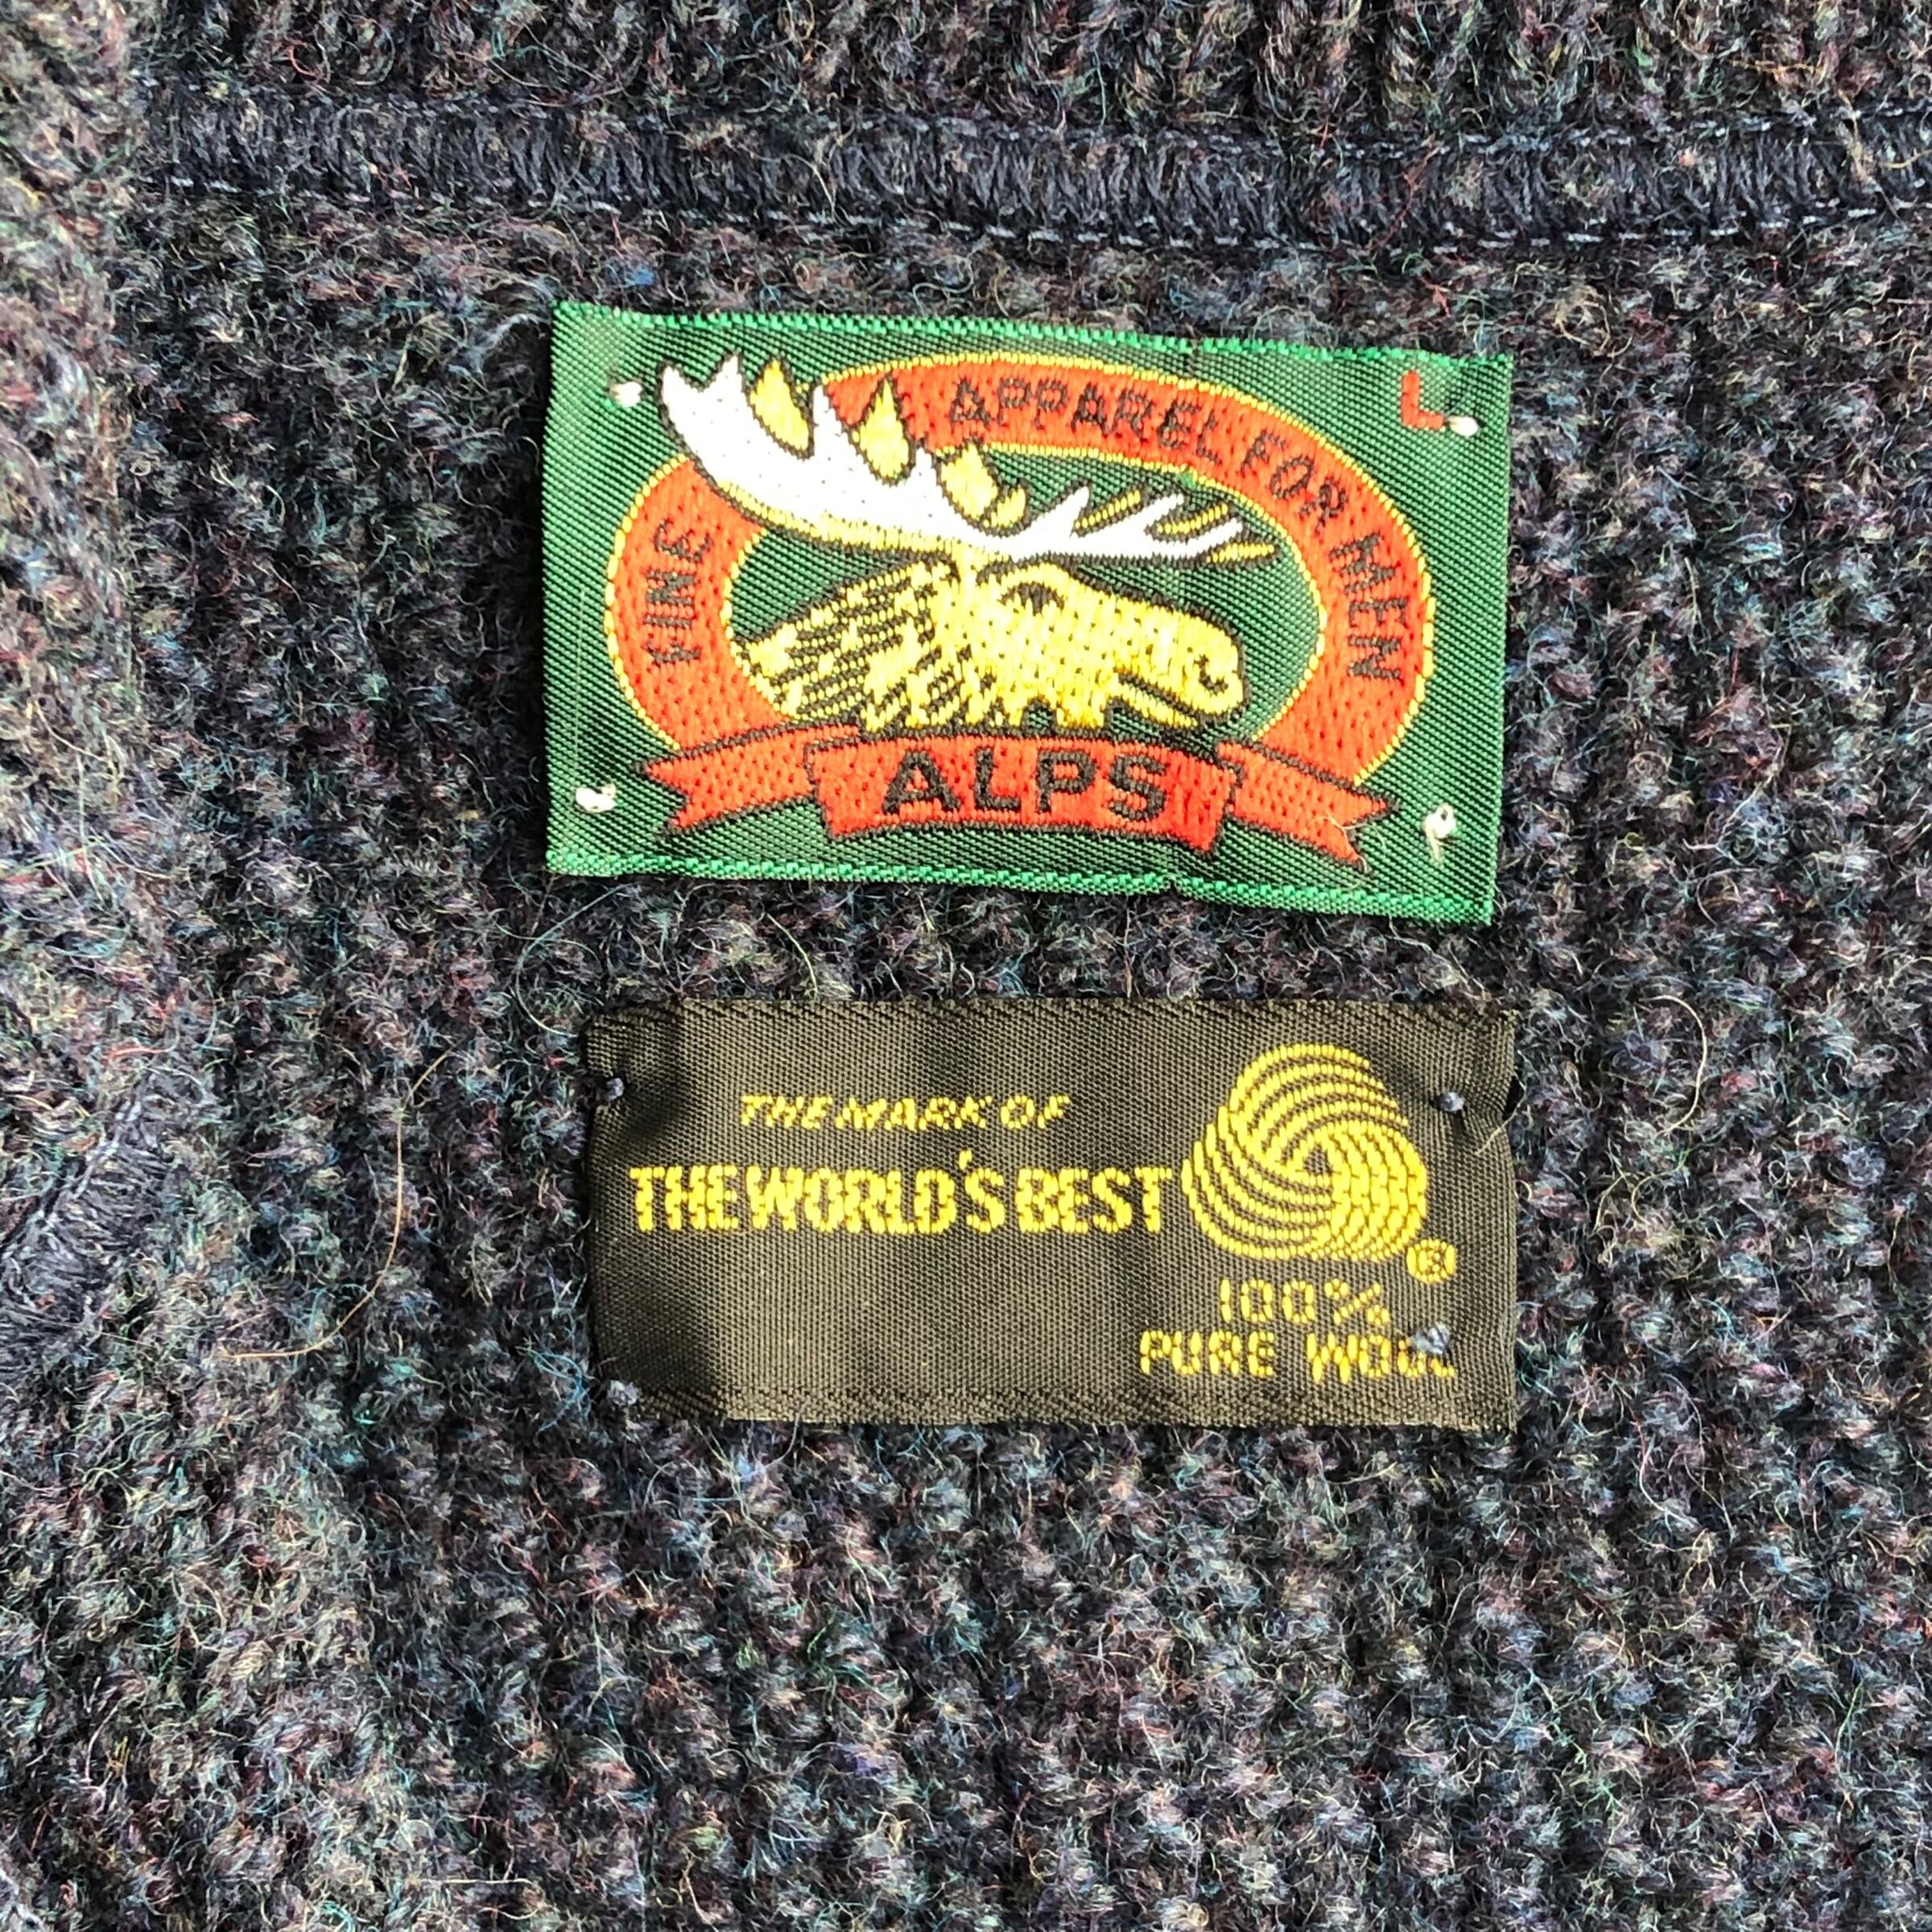 FINE APPAREL FOR MEN
L
ALPS
THE MARK OF
THE WORLD'S BEST
®
100%
PURE WOOL